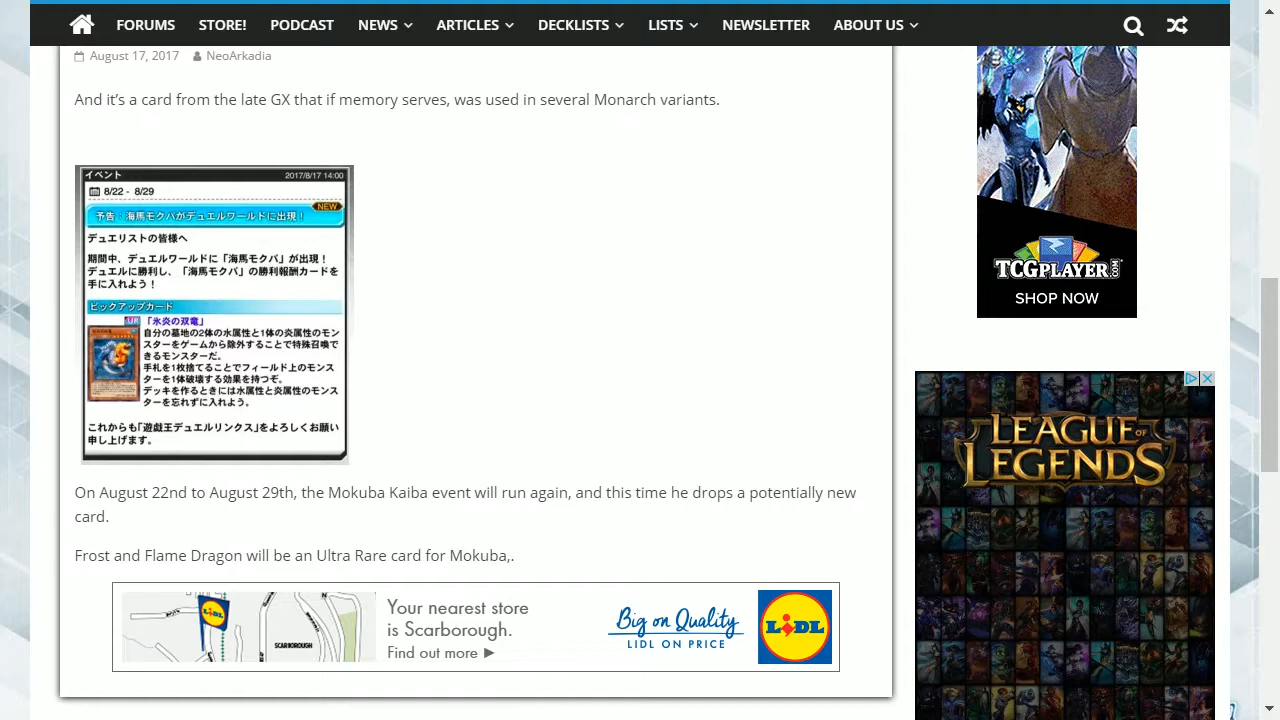 FORUMS STORE! PODCAST NEWS ARTICLES DECKLISTS LISTS NEWSLETTER ABOUT US
August 17, 2017 NeoArkadia
And it's a card from the late GX that if memory serves, was used in several Monarch variants.
イベント 2017/8/17 14:00
8/22 - 8/29
NEW
予告：海馬モクバがデュエルワールドに出現！
デュエリストの皆様へ
期間中、デュエルワールドに「海馬モクバ」が出現！
デュエルに勝利し、「海馬モクバ」の勝利報酬カードを
手に入れよう！
ピックアップカード
UR 「氷炎の双竜」
自分の墓地の2体の水属性と1体の炎属性のモン
スターをゲームから除外することで特殊召喚で
きるモンスターだ。
手札を1枚捨てることでフィールド上のモンス
ターを1体破壊する効果を持つぞ。
デッキを作るときには水属性と炎属性のモンス
ターを忘れずに入れよう。
これからも「遊戯王デュエルリンクス」をよろしくお願い
申し上げます。
On August 22nd to August 29th, the Mokuba Kaiba event will run again, and this time he drops a potentially new
card.
Frost and Flame Dragon will be an Ultra Rare card for Mokuba,.
LIDL
SCARBOROUGH
Your nearest store
is Scarborough.
Find out more
Big on Quality
LIDL ON PRICE
LIDL
TCGPLAYER.COM
SHOP NOW
LEAGUE OF
LEGENDS